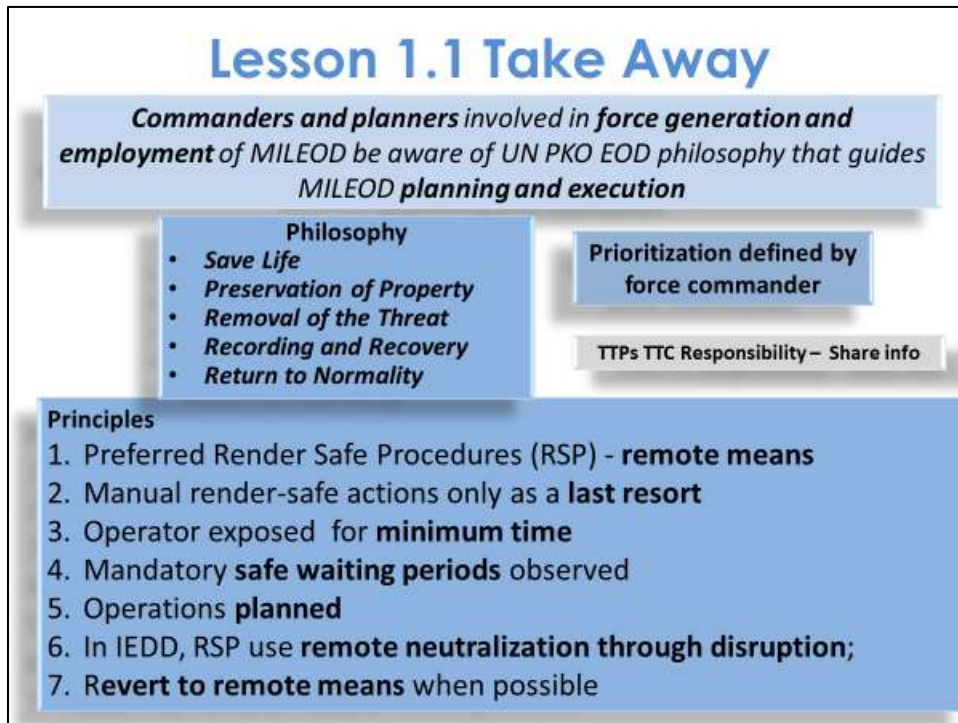 Lesson 1.1 Take Away
Commanders and planners involved in force generation and
employment of MILEOD be aware of UN PKO EOD philosophy that guides
MILEOD planning and execution
Philosophy
• Save Life
• Preservation of Property
• Removal of the Threat
• Recording and Recovery
• Return to Normality
Prioritization defined by
force commander
TTPs TTC Responsibility – Share info
Principles
1. Preferred Render Safe Procedures (RSP) - remote means
2. Manual render-safe actions only as a last resort
3. Operator exposed for minimum time
4. Mandatory safe waiting periods observed
5. Operations planned
6. In IEDD, RSP use remote neutralization through disruption;
7. Revert to remote means when possible